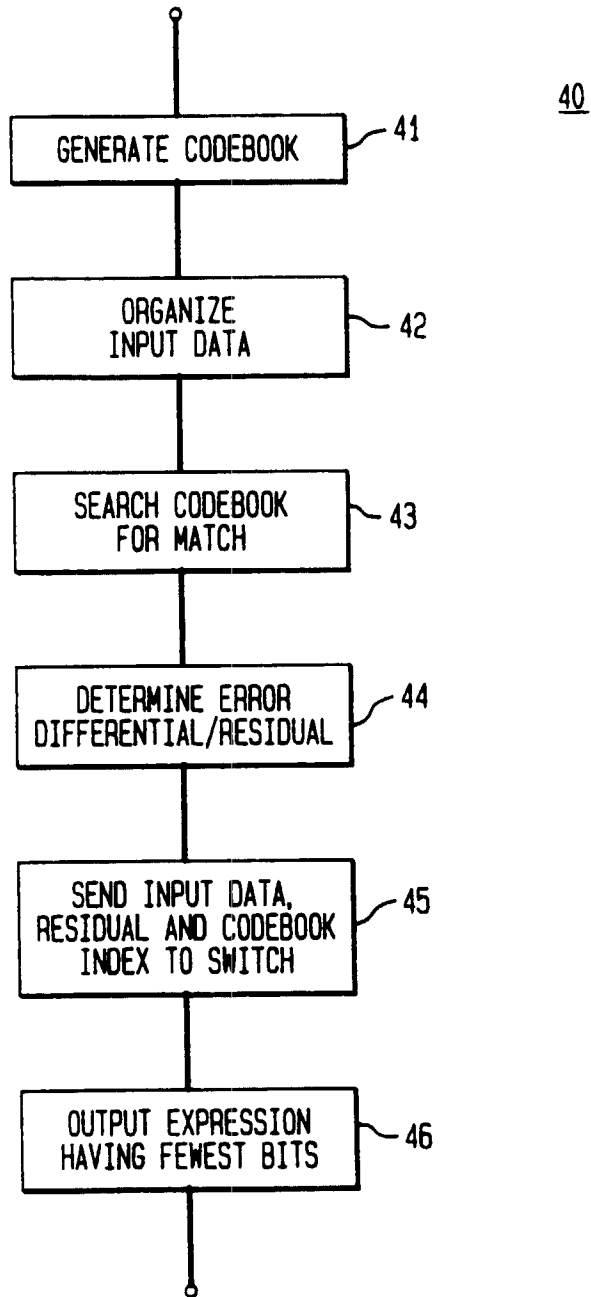 40
GENERATE CODEBOOK
41
ORGANIZE
INPUT DATA
42
SEARCH CODEBOOK
FOR MATCH
43
DETERMINE ERROR
DIFFERENTIAL/RESIDUAL
44
SEND INPUT DATA,
RESIDUAL AND CODEBOOK
INDEX TO SWITCH
45
OUTPUT EXPRESSION
HAVING FEWEST BITS
46